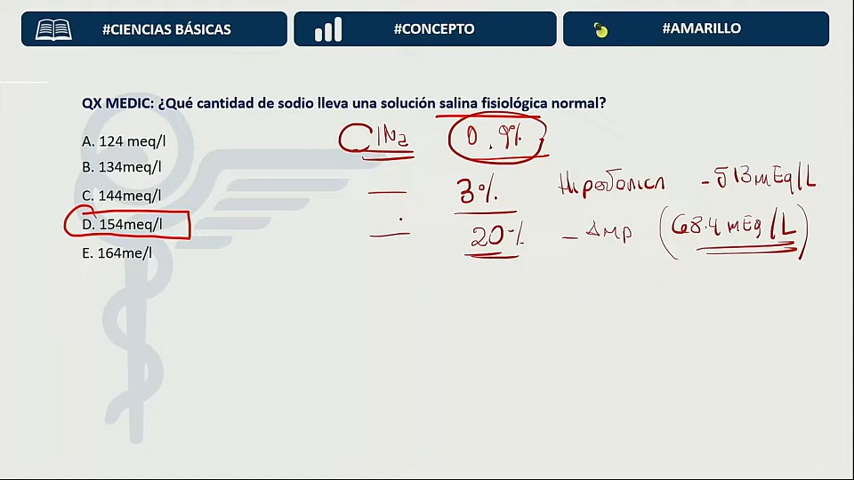 #CIENCIAS BÁSICAS
#CONCEPTO
#AMARILLO
QX MEDIC: ¿Qué cantidad de sodio lleva una solución salina fisiológica normal?
A. 124 meq/l
B. 134meq/l
C. 144meq/l
D. 154meq/l
E. 164me/l
ClNa 0.9%
3% - 513mEq/L
20% - Amp (68.4 mEq/L)